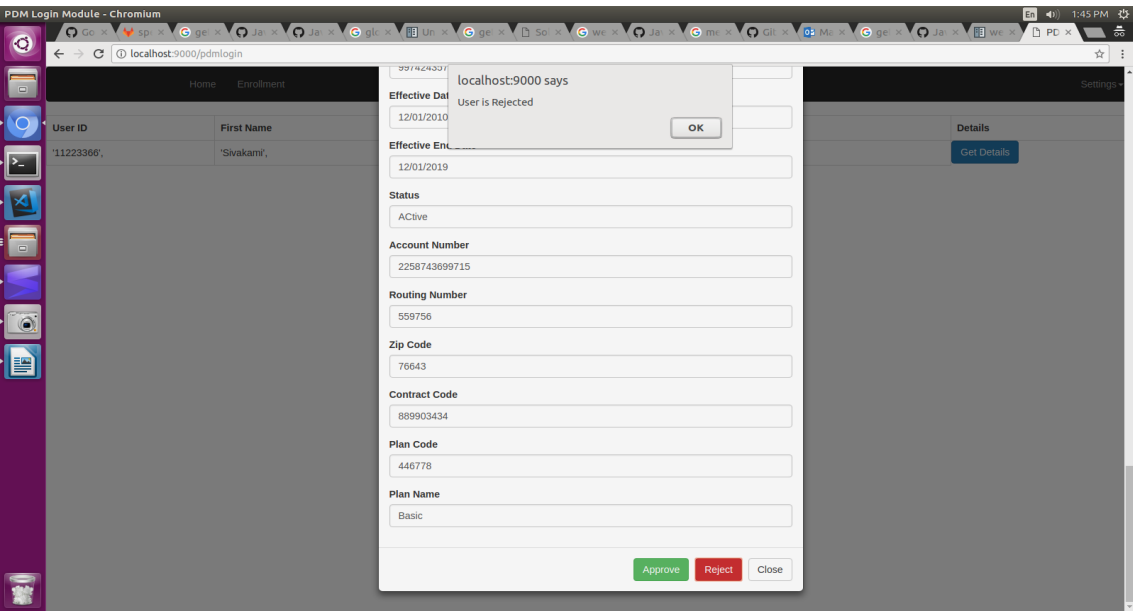 PDM Login Module - Chromium
En
1:45 PM
localhost:9000/pdmlogin
Home Enrollment Settings
localhost:9000 says
User is Rejected
OK
User ID First Name Details
'11223366', 'Sivakami', Get Details
Effective End
12/01/2010
12/01/2019
Status
ACtive
Account Number
2258743699715
Routing Number
559756
Zip Code
76643
Contract Code
889903434
Plan Code
446778
Plan Name
Basic
Approve Reject Close